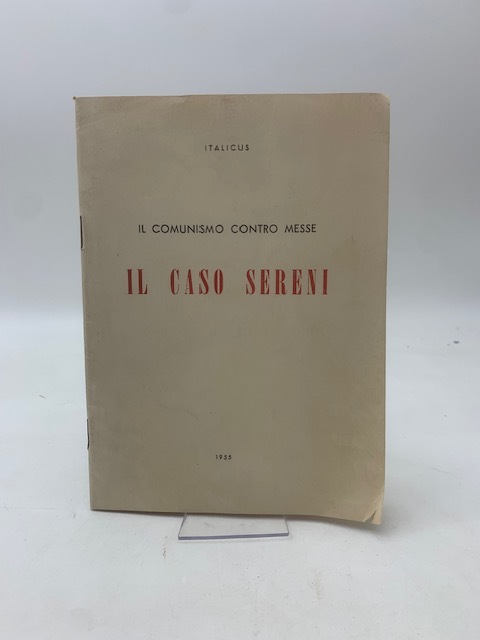 ITALICUS
IL COMUNISMO CONTRO MESSE
IL CASO SERENI
1955